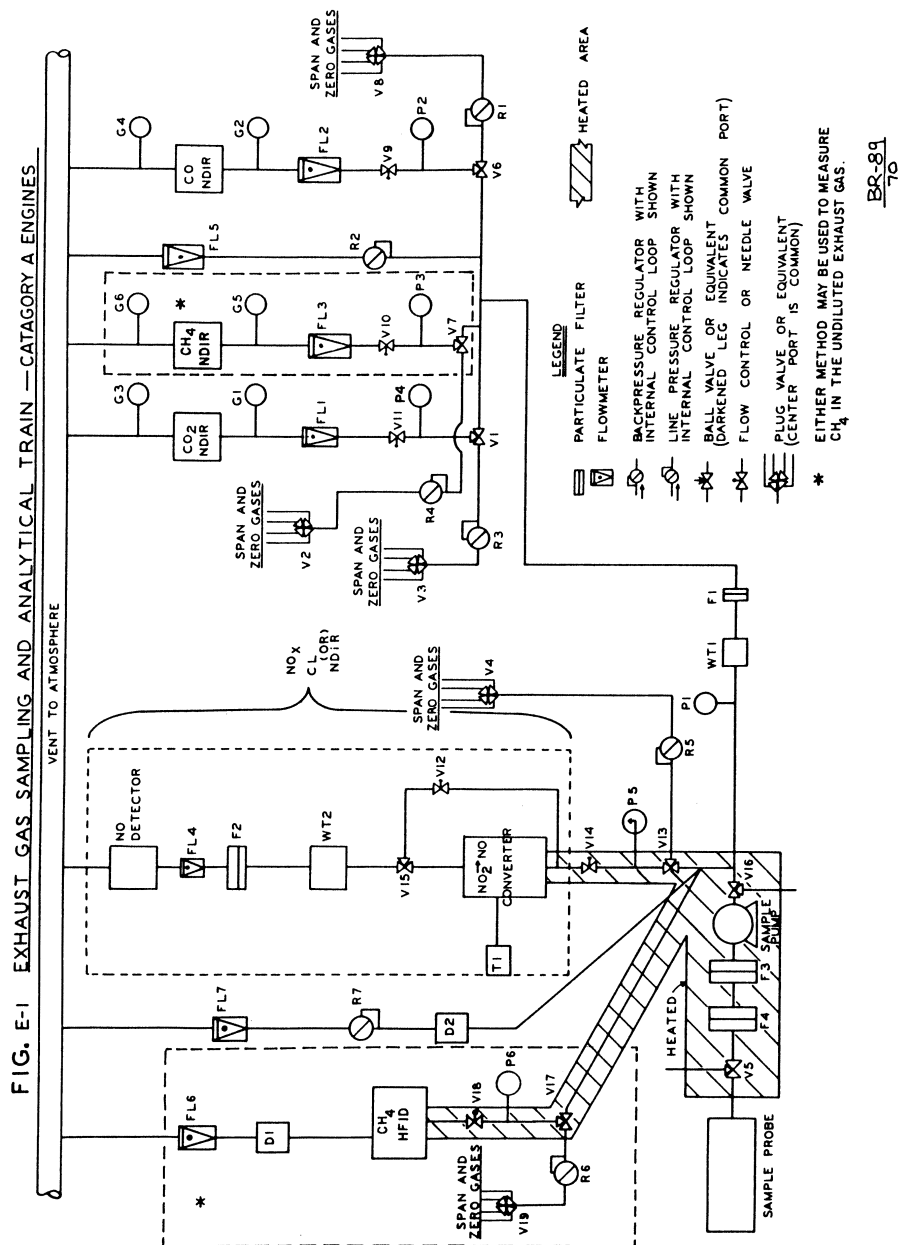 FIG. E-1 EXHAUST GAS SAMPLING AND ANALYTICAL TRAIN — CATAGORY A ENGINES
VENT TO ATMOSPHERE
FL6
D1
CH4
HFID
V18
P6
V17
SPAN AND
ZERO GASES
V19
R6
*
FL7
R7
D2
NO
DETECTOR
FL4
F2
WT2
V15
V12
NO2→NO
CONVERTER
T1
V14
P5
V13
NOX
CL (OR)
NDIR
SPAN AND
ZERO GASES
V4
R5
HEATED
SAMPLE PROBE
V5
F4
F3
SAMPLE
PUMP
V16
P1
WT1
F1
G3
CO2
NDIR
G1
FL1
V11
P4
V1
SPAN AND
ZERO GASES
V2
R4
SPAN AND
ZERO GASES
V3
R3
G6
*
CH4
NDIR
G5
FL3
V10
P3
V7
FL5
R2
G4
CO
NDIR
G2
FL2
V9
P2
V6
SPAN AND
ZERO GASES
V8
R1
LEGEND
PARTICULATE FILTER
FLOWMETER
BACKPRESSURE REGULATOR WITH
INTERNAL CONTROL LOOP SHOWN
LINE PRESSURE REGULATOR WITH
INTERNAL CONTROL LOOP SHOWN
BALL VALVE OR EQUIVALENT
(DARKENED LEG INDICATES COMMON PORT)
FLOW CONTROL OR NEEDLE VALVE
PLUG VALVE OR EQUIVALENT
(CENTER PORT IS COMMON)
* EITHER METHOD MAY BE USED TO MEASURE
CH4 IN THE UNDILUTED EXHAUST GAS.
HEATED AREA
BR-89
70